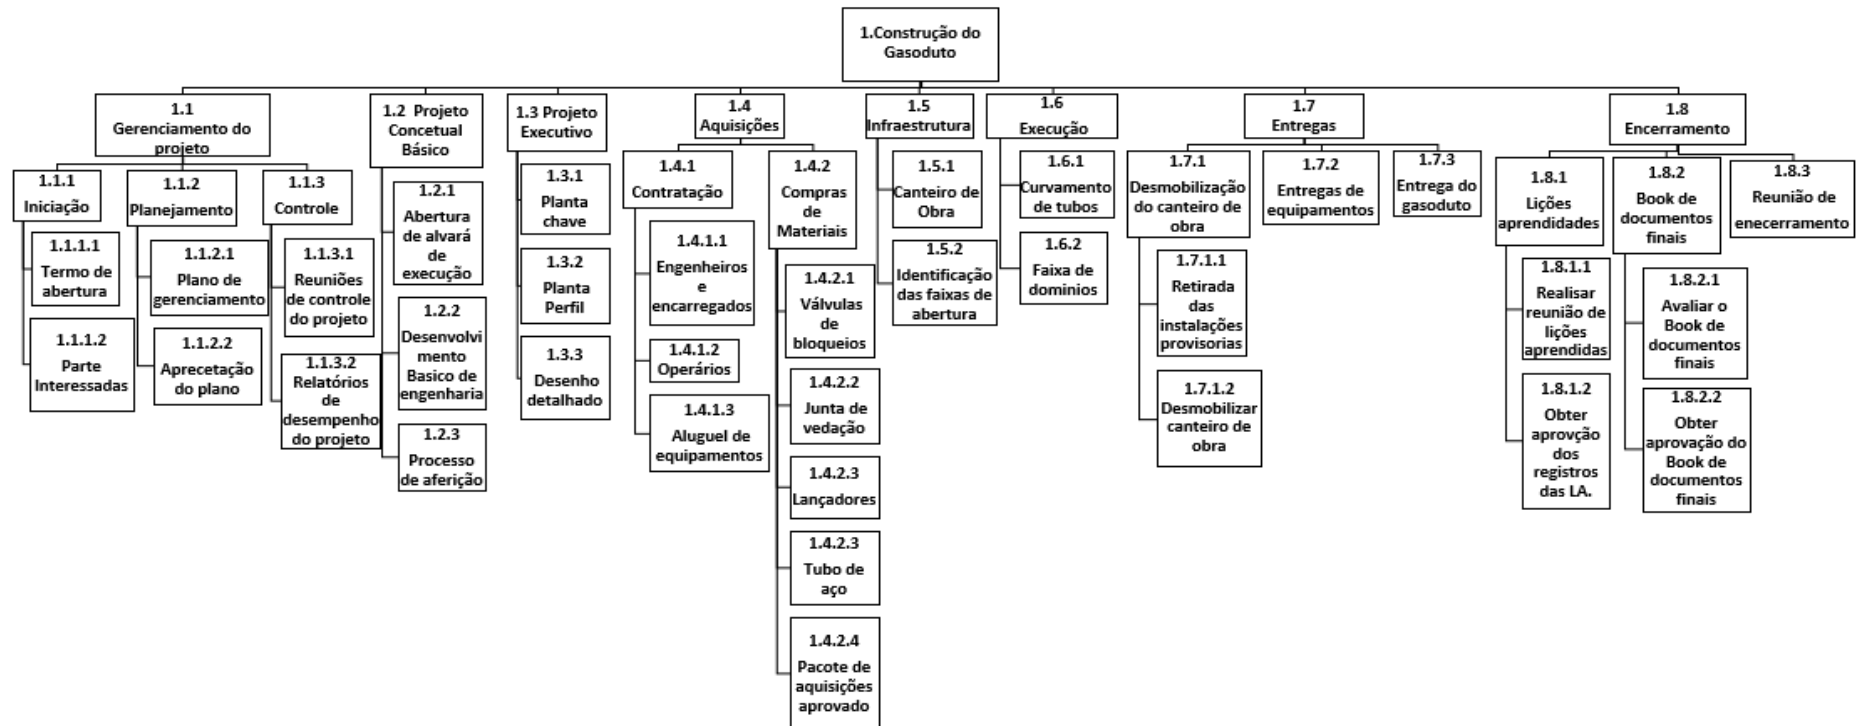 1.Construção do
Gasoduto
1.1
Gerenciamento do
projeto
1.1.1
Iniciação
1.1.1.1
Termo de
abertura
1.1.1.2
Parte
Interessadas
1.1.2
Planejamento
1.1.2.1
Plano de
gerenciamento
1.1.2.2
Aprecetação
do plano
1.1.3
Controle
1.1.3.1
Reuniões
de controle
do projeto
1.1.3.2
Relatórios
de
desempenho
do projeto
1.2 Projeto
Concetual
Básico
1.2.1
Abertura
de alvará
de
execução
1.2.2
Desenvolvi
mento
Basico de
engenharia
1.2.3
Processo
de aferição
1.3 Projeto
Executivo
1.3.1
Planta
chave
1.3.2
Planta
Perfil
1.3.3
Desenho
detalhado
1.4
Aquisições
1.4.1
Contratação
1.4.1.1
Engenheiros
e
encarregados
1.4.1.2
Operários
1.4.1.3
Aluguel de
equipamentos
1.4.2
Compras
de
Materiais
1.4.2.1
Válvulas
de
bloqueios
1.4.2.2
Junta de
vedação
1.4.2.3
Lançadores
1.4.2.3
Tubo de
aço
1.4.2.4
Pacote de
aquisições
aprovado
1.5
Infraestrutura
1.5.1
Canteiro de
Obra
1.5.2
Identificação
das faixas de
abertura
1.6
Execução
1.6.1
Curvamento
de tubos
1.6.2
Faixa de
dominios
1.7
Entregas
1.7.1
Desmobilização
do canteiro de
obra
1.7.1.1
Retirada
das
instalações
provisorias
1.7.1.2
Desmobilizar
canteiro de
obra
1.7.2
Entregas de
equipamentos
1.7.3
Entrega do
gasoduto
1.8
Encerramento
1.8.1
Lições
aprendidades
1.8.1.1
Realisar
reunião de
lições
aprendidas
1.8.1.2
Obter
aprovção
dos
registros
das LA.
1.8.2
Book de
documentos
finais
1.8.2.1
Avaliar o
Book de
documentos
finais
1.8.2.2
Obter
aprovação do
Book de
documentos
finais
1.8.3
Reunião de
enecerramento